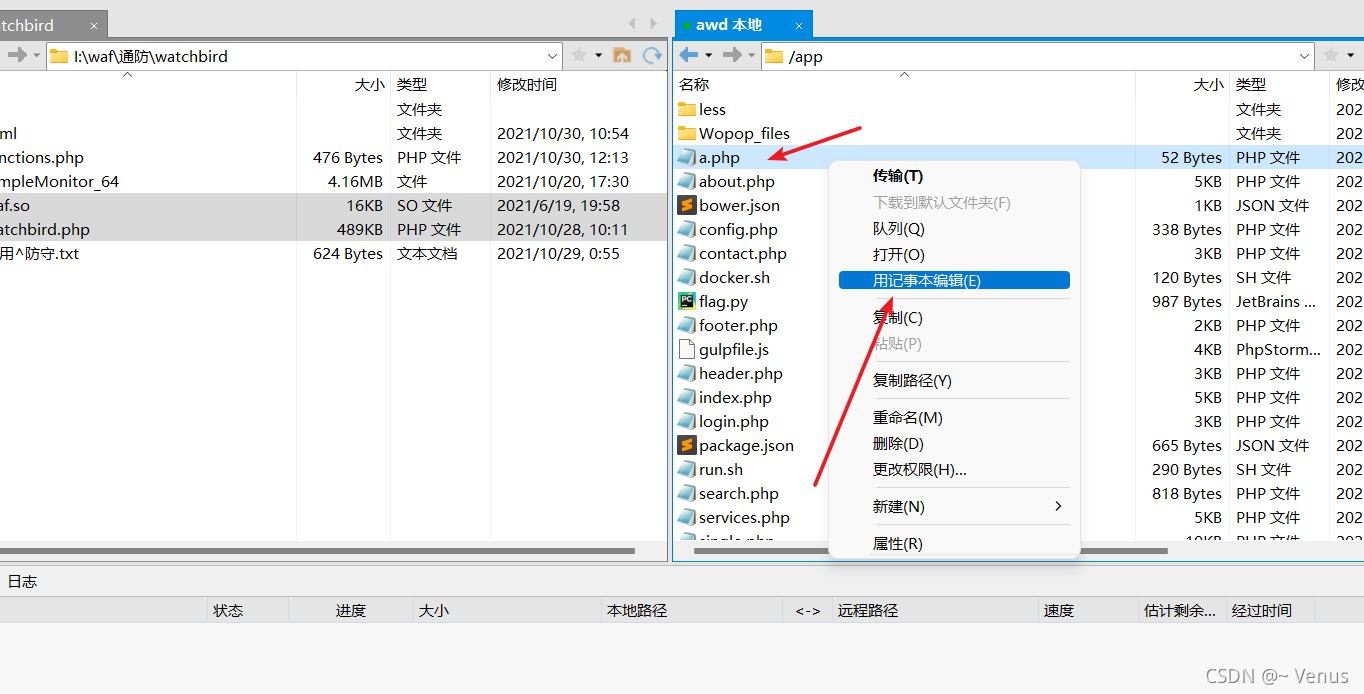 tchbird ×
awd 本地 ×
I:\waf\通防\watchbird
/app
大小 类型 修改时间
文件夹
ml 文件夹 2021/10/30, 10:54
nctions.php 476 Bytes PHP 文件 2021/10/30, 12:13
mpleMonitor_64 4.16MB 文件 2021/10/20, 17:30
af.so 16KB SO 文件 2021/6/19, 19:58
atchbird.php 489KB PHP 文件 2021/10/28, 10:11
用^防守.txt 624 Bytes 文本文档 2021/10/29, 0:55
名称 大小 类型 修改
less 文件夹 202
Wopop_files 文件夹 202
a.php 52 Bytes PHP 文件 202
about.php 5KB PHP 文件 202
bower.json 1KB JSON 文件 202
config.php 338 Bytes PHP 文件 202
contact.php 3KB PHP 文件 202
docker.sh 120 Bytes SH 文件 202
flag.py 987 Bytes JetBrains ... 202
footer.php 2KB PHP 文件 202
gulpfile.js 4KB PhpStorm... 202
header.php 3KB PHP 文件 202
index.php 5KB PHP 文件 202
login.php 3KB PHP 文件 202
package.json 665 Bytes JSON 文件 202
run.sh 290 Bytes SH 文件 202
search.php 818 Bytes PHP 文件 202
services.php 5KB PHP 文件 202
single.php 10KB PHP 文件 202
传输(T)
下载到默认文件夹(F)
队列(Q)
打开(O)
用记事本编辑(E)
复制(C)
粘贴(P)
复制路径(Y)
重命名(M)
删除(D)
更改权限(H)...
新建(N)
属性(R)
日志
状态 进度 大小 本地路径 <-> 远程路径 速度 估计剩余... 经过时间
CSDN @~ Venus